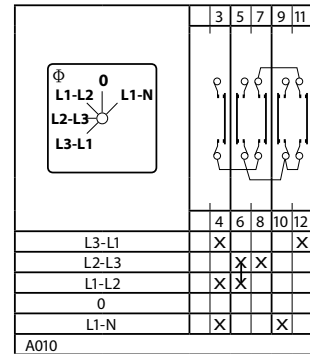 3 5 7 9 11
Φ
0
L1-L2 L1-N
L2-L3
L3-L1
4 6 8 10 12
L3-L1 X X
L2-L3 X X
L1-L2 X X
0
L1-N X X
A010